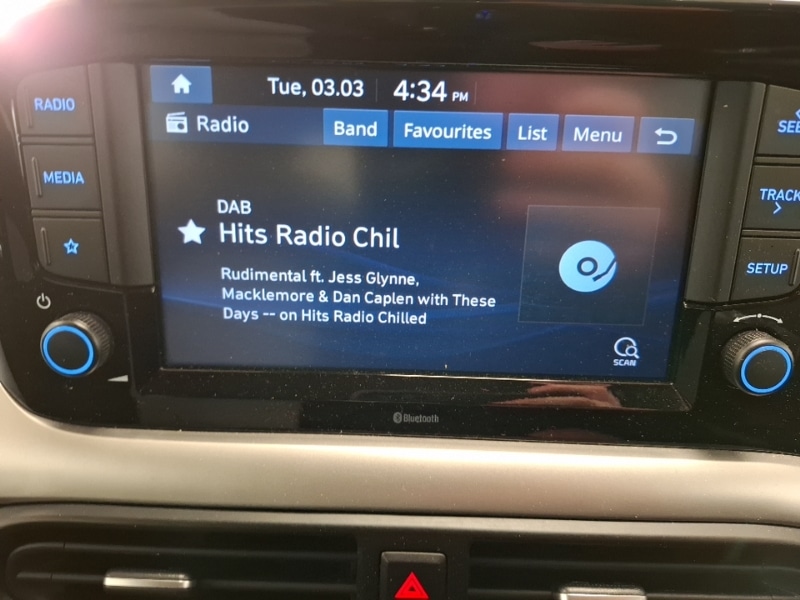 Tue, 03.03 4:34 PM
RADIO
Radio Band Favourites List Menu
MEDIA
TRACK
DAB
Hits Radio Chil
Rudimental ft. Jess Glynne,
Macklemore & Dan Caplen with These
Days -- on Hits Radio Chilled
SETUP
SCAN
Bluetooth